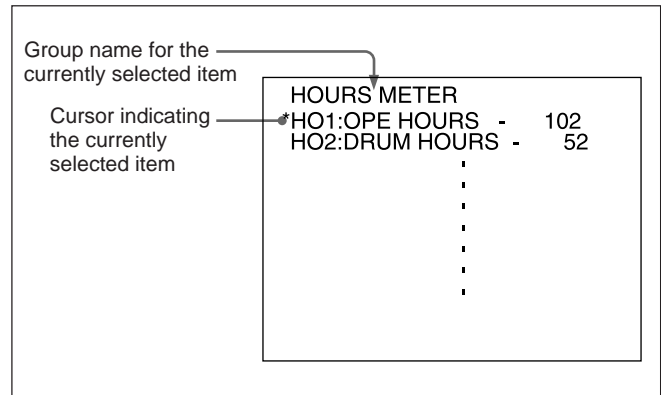 Group name for the
currently selected item
Cursor indicating
the currently
selected item
HOURS METER
*HO1:OPE HOURS - 102
HO2:DRUM HOURS - 52